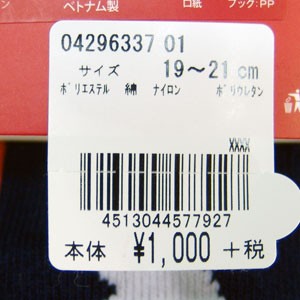 ベトナム製 口紙 フック:PP
04296337 01
サイズ 19〜21 cm
ポリエステル 綿 ナイロン ポリウレタン
XXXX
4513044577927
本体 ¥1,000 +税